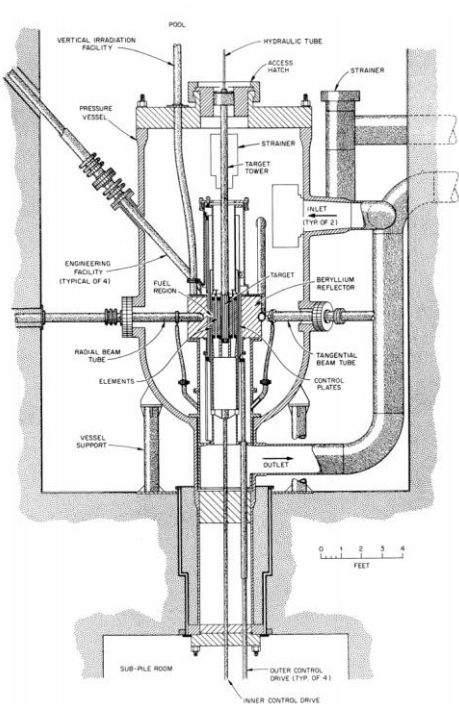 POOL
VERTICAL IRRADIATION
FACILITY
HYDRAULIC TUBE
ACCESS
HATCH
STRAINER
PRESSURE
VESSEL
STRAINER
TARGET
TOWER
INLET
(TYP. OF 2)
ENGINEERING
FACILITY
(TYPICAL OF 4)
FUEL
REGION
TARGET
BERYLLIUM
REFLECTOR
RADIAL BEAM
TUBE
TANGENTIAL
BEAM TUBE
ELEMENTS
CONTROL
PLATES
VESSEL
SUPPORT
OUTLET
0 1 2 3 4
FEET
SUB-PILE ROOM
OUTER CONTROL
DRIVE (TYP. OF 4)
INNER CONTROL DRIVE